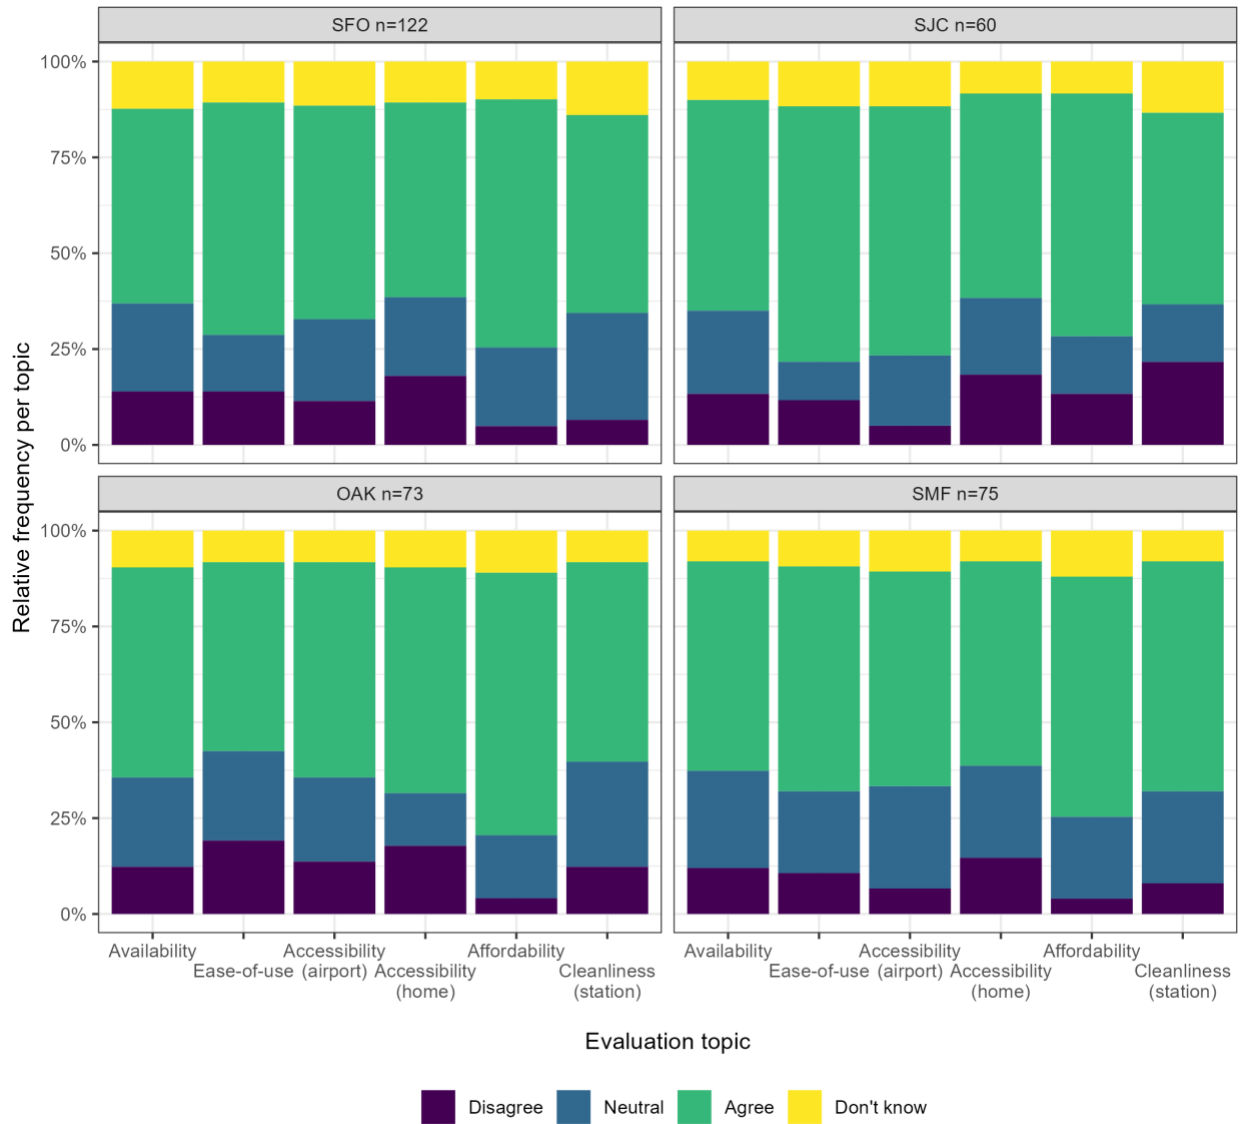 SFO n=122
SJC n=60
100%
75%
50%
25%
0%
OAK n=73
SMF n=75
100%
75%
50%
25%
0%
Relative frequency per topic
Availability
Ease-of-use
Accessibility
(airport)
Accessibility
(home)
Affordability
Cleanliness
(station)
Availability
Ease-of-use
Accessibility
(airport)
Accessibility
(home)
Affordability
Cleanliness
(station)
Evaluation topic
Disagree
Neutral
Agree
Don't know